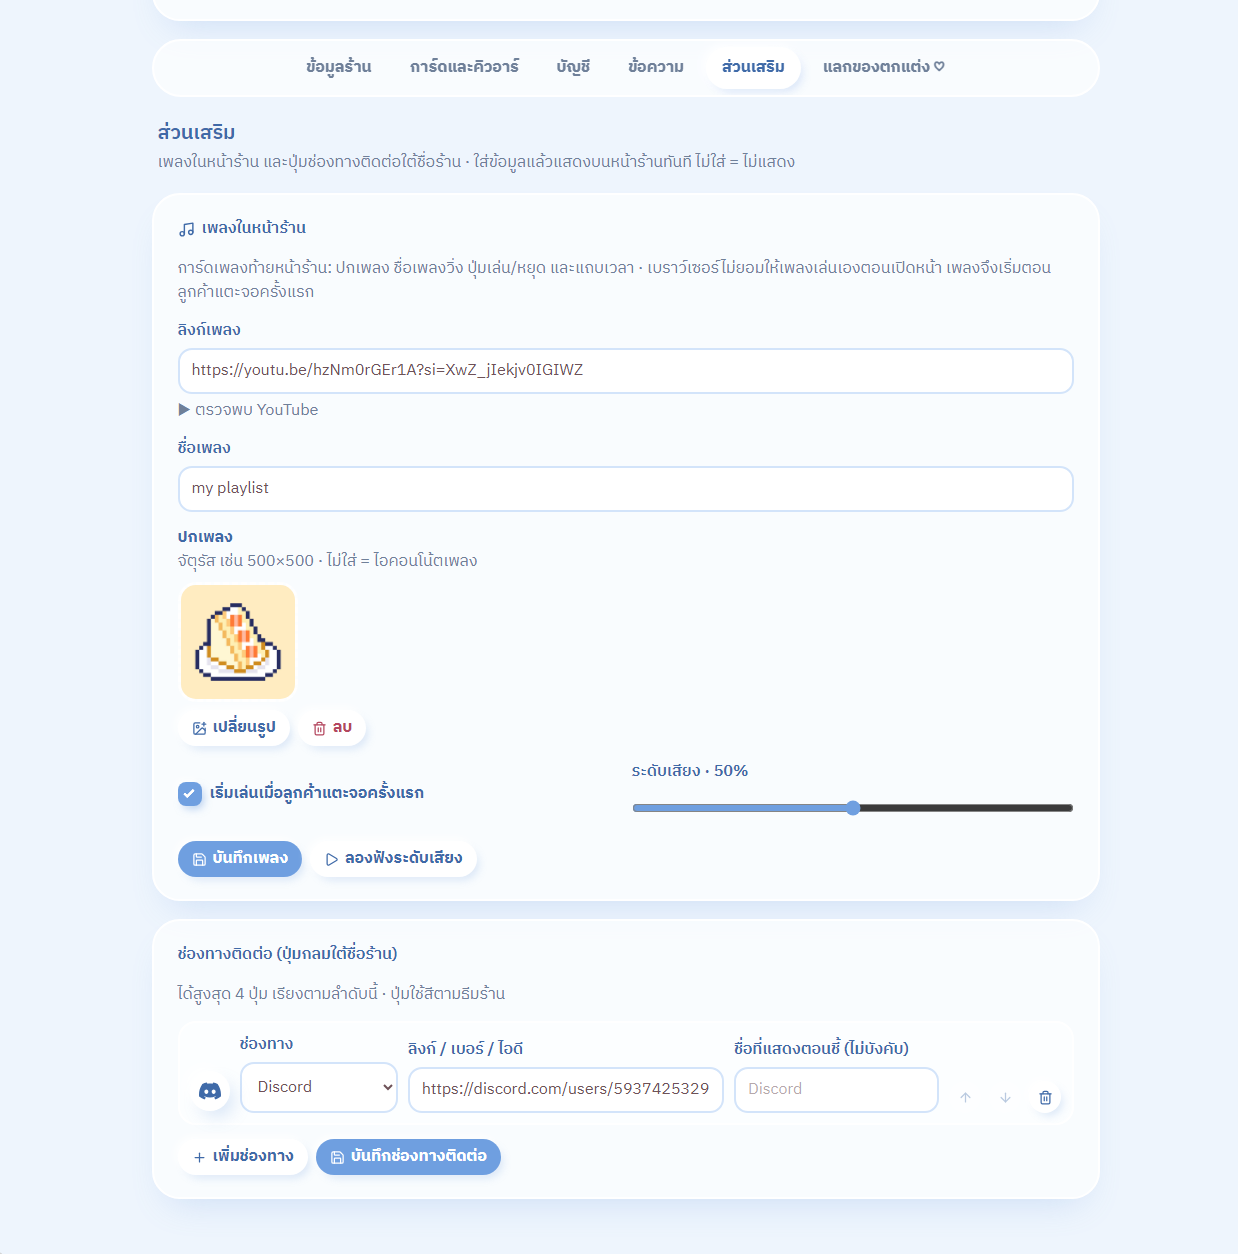 ข้อมูลร้าน การ์ดและคิวอาร์ บัญชี ข้อความ ส่วนเสริม แลกของตกแต่ง ♡
ส่วนเสริม
เพลงในหน้าร้าน และปุ่มช่องทางติดต่อใต้ชื่อร้าน · ใส่ข้อมูลแล้วแสดงบนหน้าร้านทันที ไม่ใส่ = ไม่แสดง
เพลงในหน้าร้าน
การ์ดเพลงท้ายหน้าร้าน: ปกเพลง ชื่อเพลงวิ่ง ปุ่มเล่น/หยุด และแถบเวลา · เบราว์เซอร์ไม่ยอมให้เพลงเล่นเองตอนเปิดหน้า เพลงจึงเริ่มตอน
ลูกค้าแตะจอครั้งแรก
ลิงก์เพลง
https://youtu.be/hzNm0rGEr1A?si=XwZ_jIekjv0IGIWZ
▶ ตรวจพบ YouTube
ชื่อเพลง
my playlist
ปกเพลง
จัตุรัส เช่น 500×500 · ไม่ใส่ = ไอคอนโน้ตเพลง
เปลี่ยนรูป ลบ
ระดับเสียง · 50%
เริ่มเล่นเมื่อลูกค้าแตะจอครั้งแรก
บันทึกเพลง ลองฟังระดับเสียง
ช่องทางติดต่อ (ปุ่มกลมใต้ชื่อร้าน)
ได้สูงสุด 4 ปุ่ม เรียงตามลำดับนี้ · ปุ่มใช้สีตามธีมร้าน
ช่องทาง ลิงก์ / เบอร์ / ไอดี ชื่อที่แสดงตอนชี้ (ไม่บังคับ)
Discord https://discord.com/users/5937425329 Discord
+ เพิ่มช่องทาง บันทึกช่องทางติดต่อ